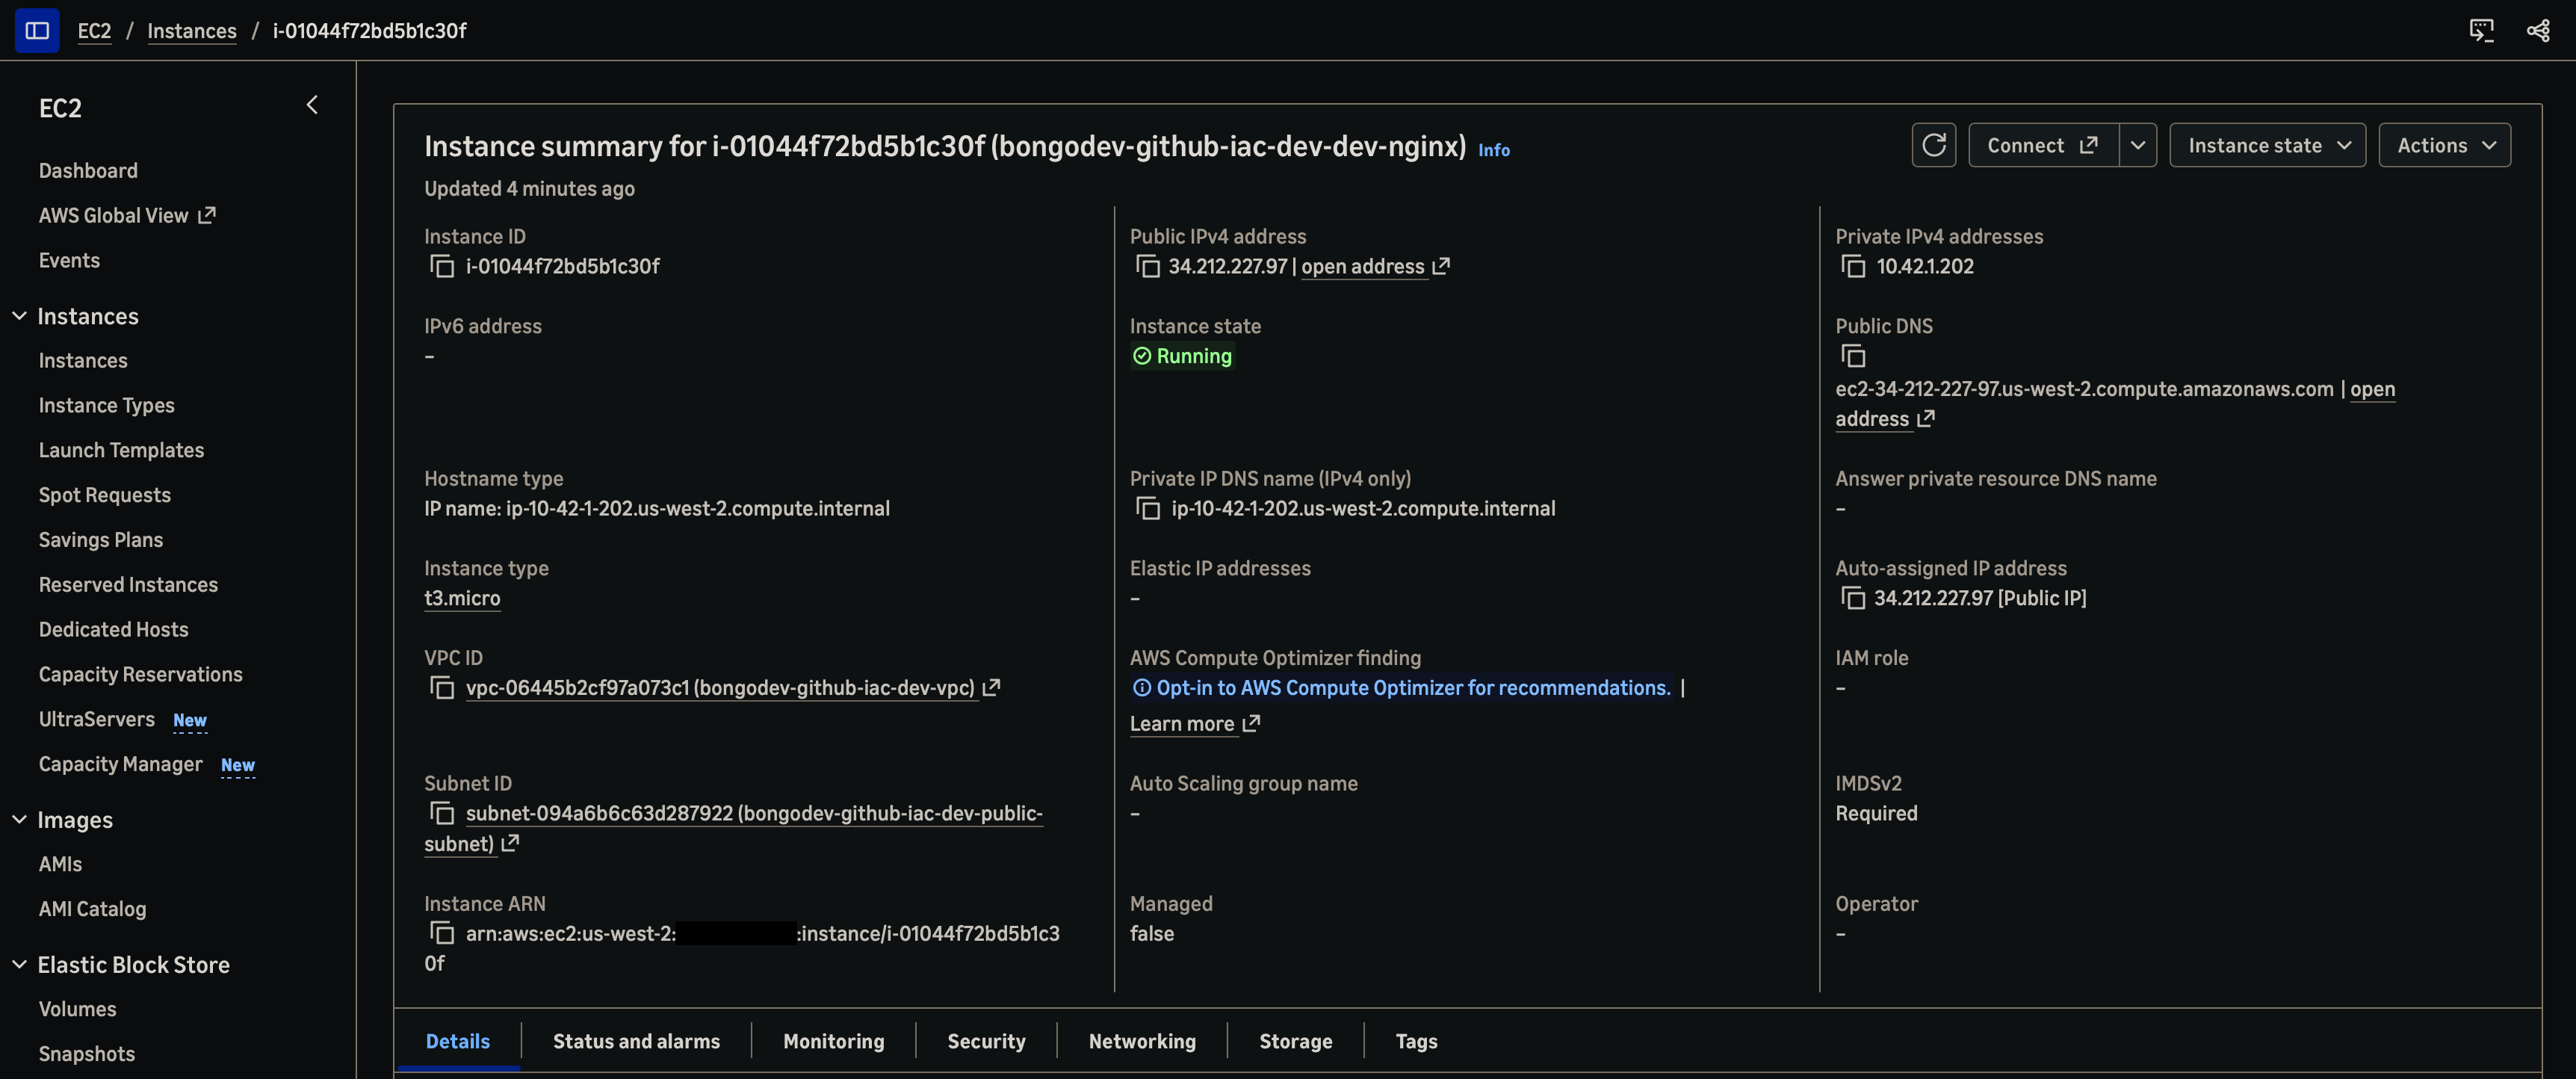 EC2 / Instances / i-01044f72bd5b1c30f
EC2
Dashboard
AWS Global View
Events
Instances
Instances
Instance Types
Launch Templates
Spot Requests
Savings Plans
Reserved Instances
Dedicated Hosts
Capacity Reservations
UltraServers New
Capacity Manager New
Images
AMIs
AMI Catalog
Elastic Block Store
Volumes
Snapshots
Instance summary for i-01044f72bd5b1c30f (bongodev-github-iac-dev-dev-nginx) Info
Connect
Instance state
Actions
Updated 4 minutes ago
Instance ID
i-01044f72bd5b1c30f
Public IPv4 address
34.212.227.97 | open address
Private IPv4 addresses
10.42.1.202
IPv6 address
–
Instance state
Running
Public DNS
ec2-34-212-227-97.us-west-2.compute.amazonaws.com | open
address
Hostname type
IP name: ip-10-42-1-202.us-west-2.compute.internal
Private IP DNS name (IPv4 only)
ip-10-42-1-202.us-west-2.compute.internal
Answer private resource DNS name
–
Instance type
t3.micro
Elastic IP addresses
–
Auto-assigned IP address
34.212.227.97 [Public IP]
VPC ID
vpc-06445b2cf97a073c1 (bongodev-github-iac-dev-vpc)
AWS Compute Optimizer finding
Opt-in to AWS Compute Optimizer for recommendations. |
Learn more
IAM role
–
Subnet ID
subnet-094a6b6c63d287922 (bongodev-github-iac-dev-public-
subnet)
Auto Scaling group name
–
IMDSv2
Required
Instance ARN
arn:aws:ec2:us-west-2: :instance/i-01044f72bd5b1c3
0f
Managed
false
Operator
–
Details
Status and alarms
Monitoring
Security
Networking
Storage
Tags